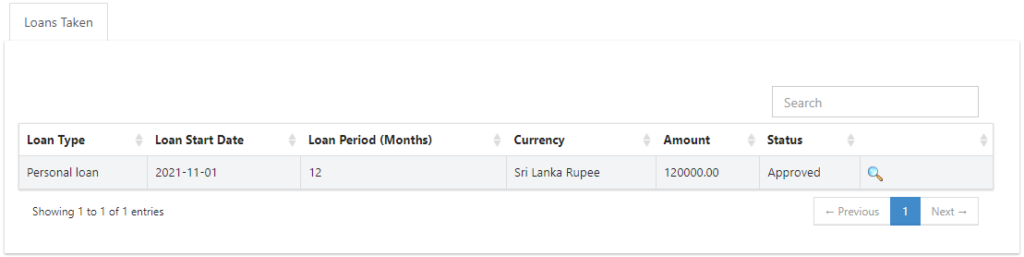 Loans Taken
Search
Loan Type Loan Start Date Loan Period (Months) Currency Amount Status
Personal loan 2021-11-01 12 Sri Lanka Rupee 120000.00 Approved
Showing 1 to 1 of 1 entries ← Previous 1 Next →